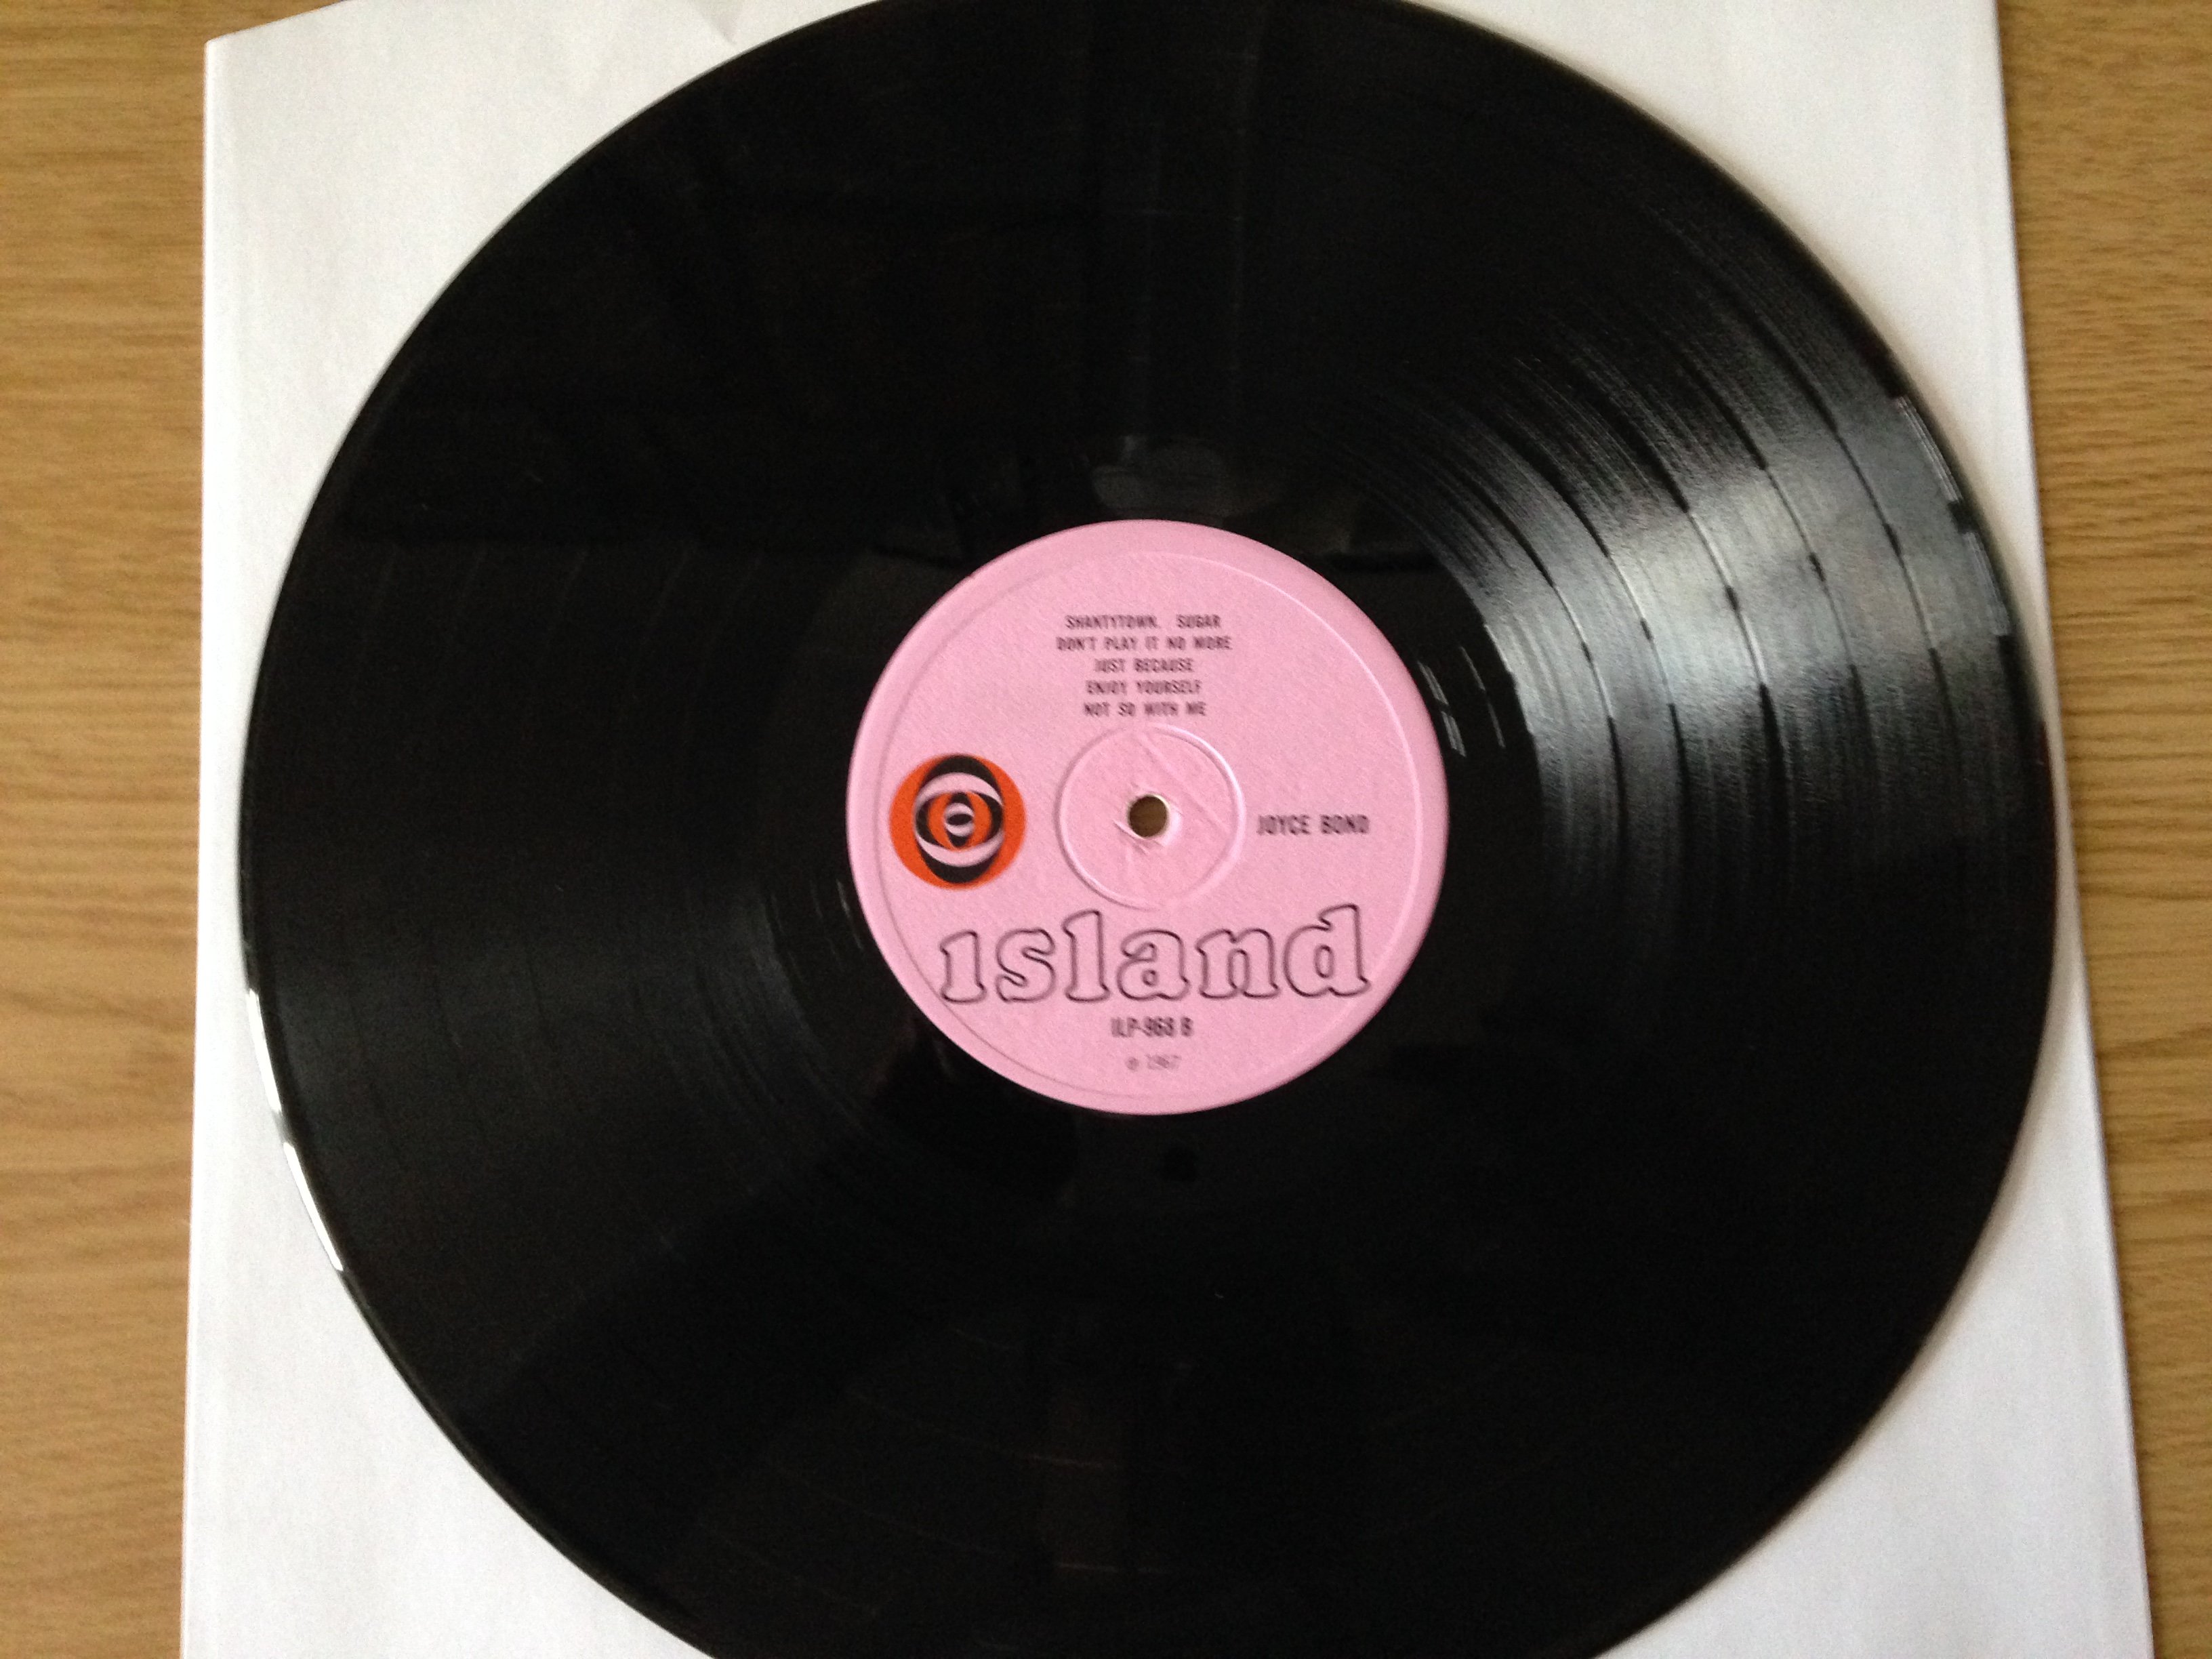 SHANTYTOWN. SUGAR
DON'T PLAY IT NO MORE
JUST BECAUSE
ENJOY YOURSELF
NOT SO WITH ME
JOYCE BOND
island
ILP-968 B
℗ 1967